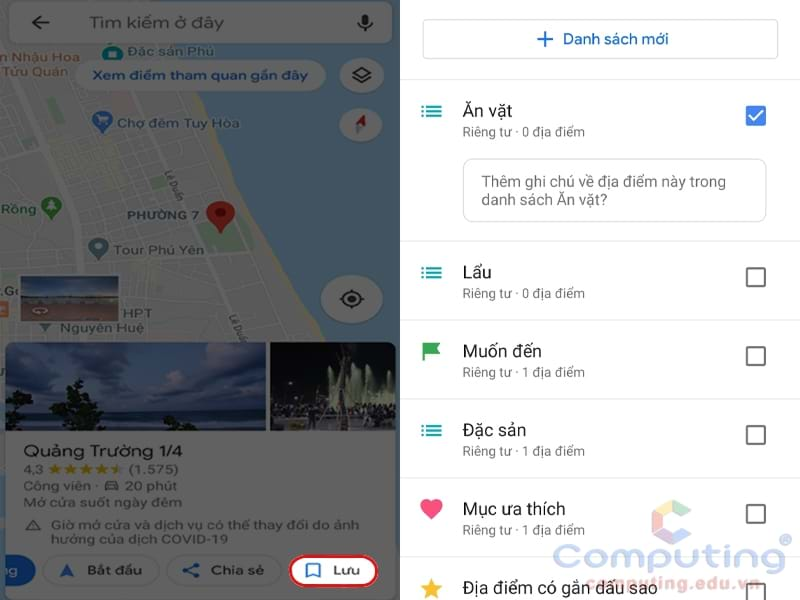 Tìm kiếm ở đây
Đặc sản Phú
n Nhậu Hoa
Tửu Quán
Xem điểm tham quan gần đây
Chợ đêm Tuy Hòa
Lê Duẩn
Rồng
PHƯỜNG 7
Tour Phú Yên
HPT
Nguyễn Huệ
Lê Duẩn
Quảng Trường 1/4
4,3 (1.575)
Công viên · 20 phút
Mở cửa suốt ngày đêm
Giờ mở cửa và dịch vụ có thể thay đổi do ảnh
hưởng của dịch COVID-19
ng
Bắt đầu
Chia sẻ
Lưu
Danh sách mới
Ăn vặt
Riêng tư · 0 địa điểm
Thêm ghi chú về địa điểm này trong
danh sách Ăn vặt?
Lẩu
Riêng tư · 0 địa điểm
Muốn đến
Riêng tư · 1 địa điểm
Đặc sản
Riêng tư · 1 địa điểm
Mục ưa thích
Riêng tư · 1 địa điểm
Địa điểm có gắn dấu sao
Computing®
computing.edu.vn